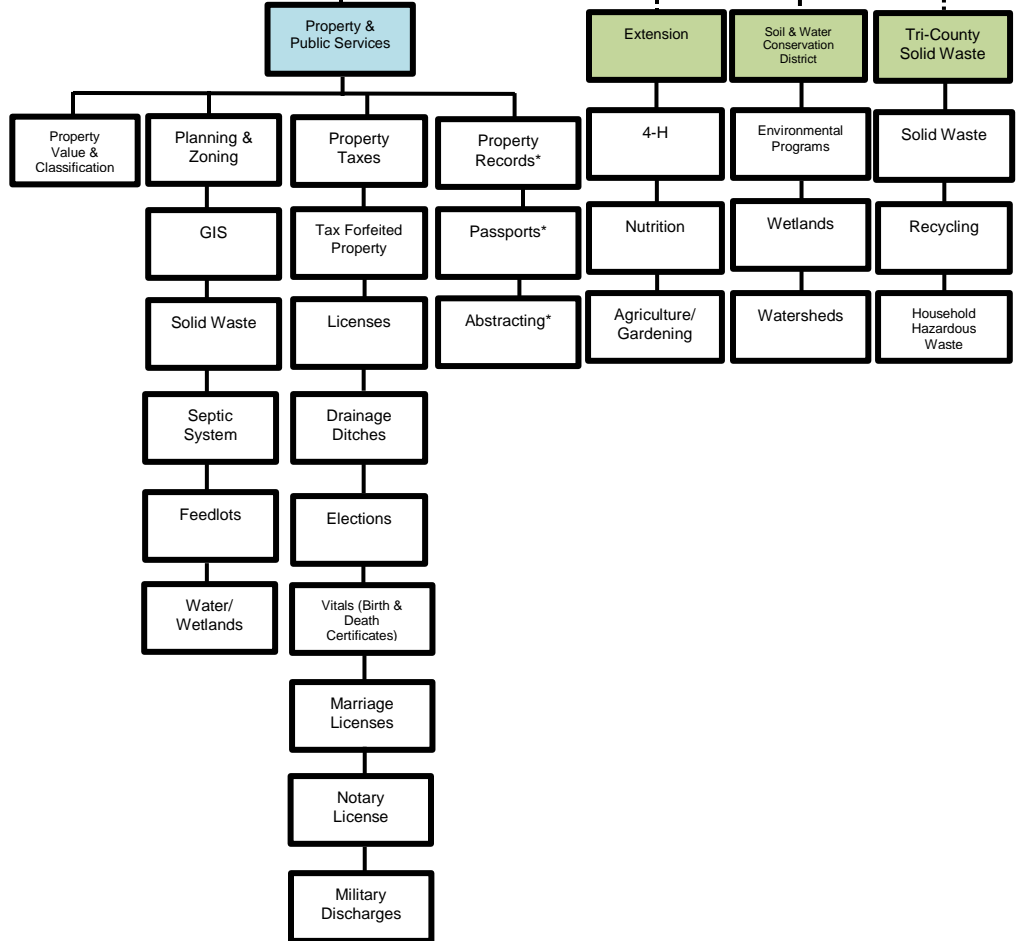 Property &
Public Services
Extension
Soil & Water
Conservation
District
Tri-County
Solid Waste
Property
Value &
Classification
Planning &
Zoning
Property
Taxes
Property
Records*
4-H
Environmental
Programs
Solid Waste
GIS
Tax Forfeited
Property
Passports*
Nutrition
Wetlands
Recycling
Solid Waste
Licenses
Abstracting*
Agriculture/
Gardening
Watersheds
Household
Hazardous
Waste
Septic
System
Drainage
Ditches
Feedlots
Elections
Water/
Wetlands
Vitals (Birth &
Death
Certificates)
Marriage
Licenses
Notary
License
Military
Discharges